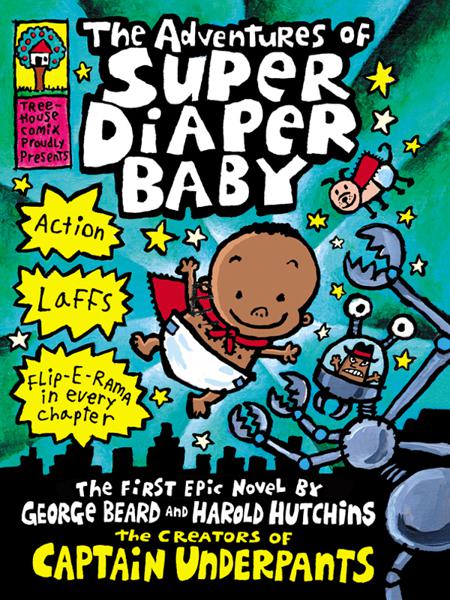 The Adventures of
SUPER
DiAPER
BABY
TREE-
HOUSE
COMIX
PROUDLY
PRESENTS
Action
LAFFS
FLiP-E-RAMA
in every
chapter
THE FiRST EPiC NOVEL BY
GEORGE BEARD AND HAROLD HUTCHiNS
THE CREATORS OF
CAPTAIN UNDERPANTS